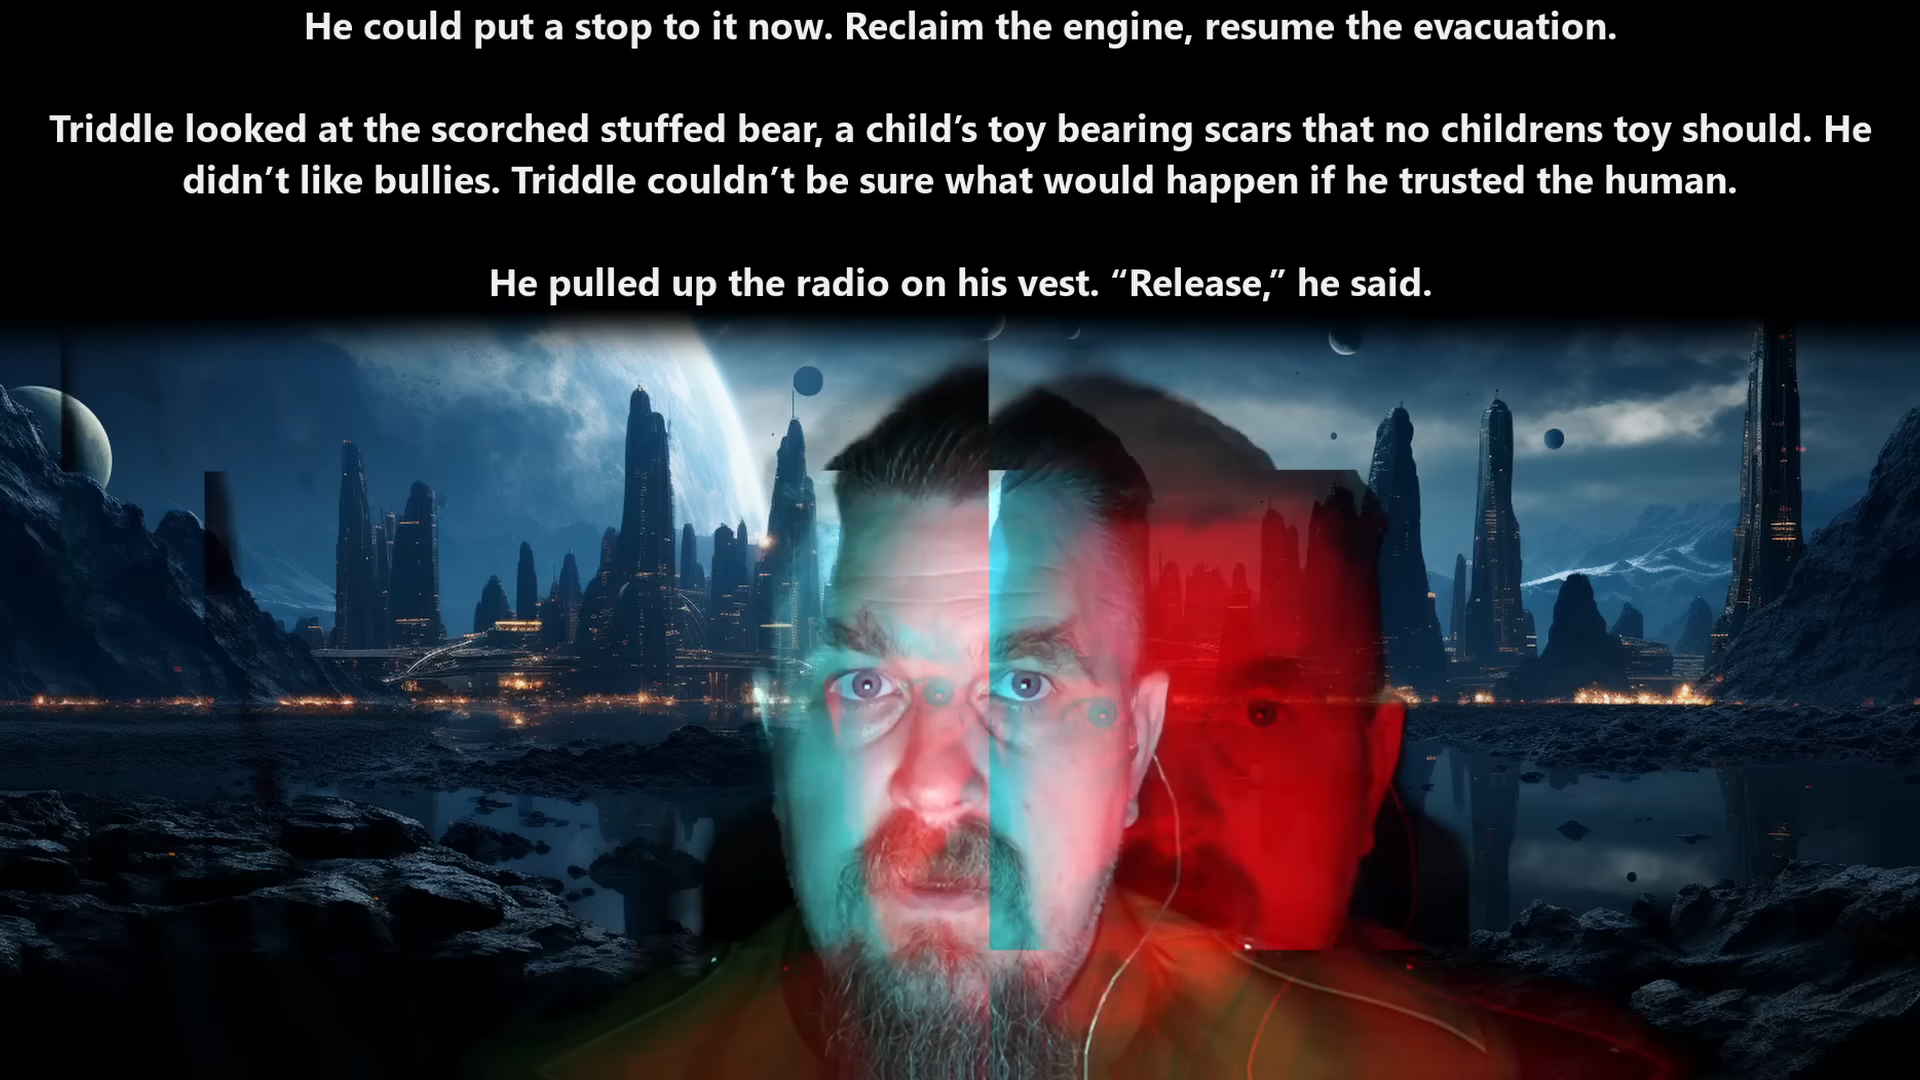 He could put a stop to it now. Reclaim the engine, resume the evacuation.
Triddle looked at the scorched stuffed bear, a child’s toy bearing scars that no childrens toy should. He
didn’t like bullies. Triddle couldn’t be sure what would happen if he trusted the human.
He pulled up the radio on his vest. “Release,” he said.